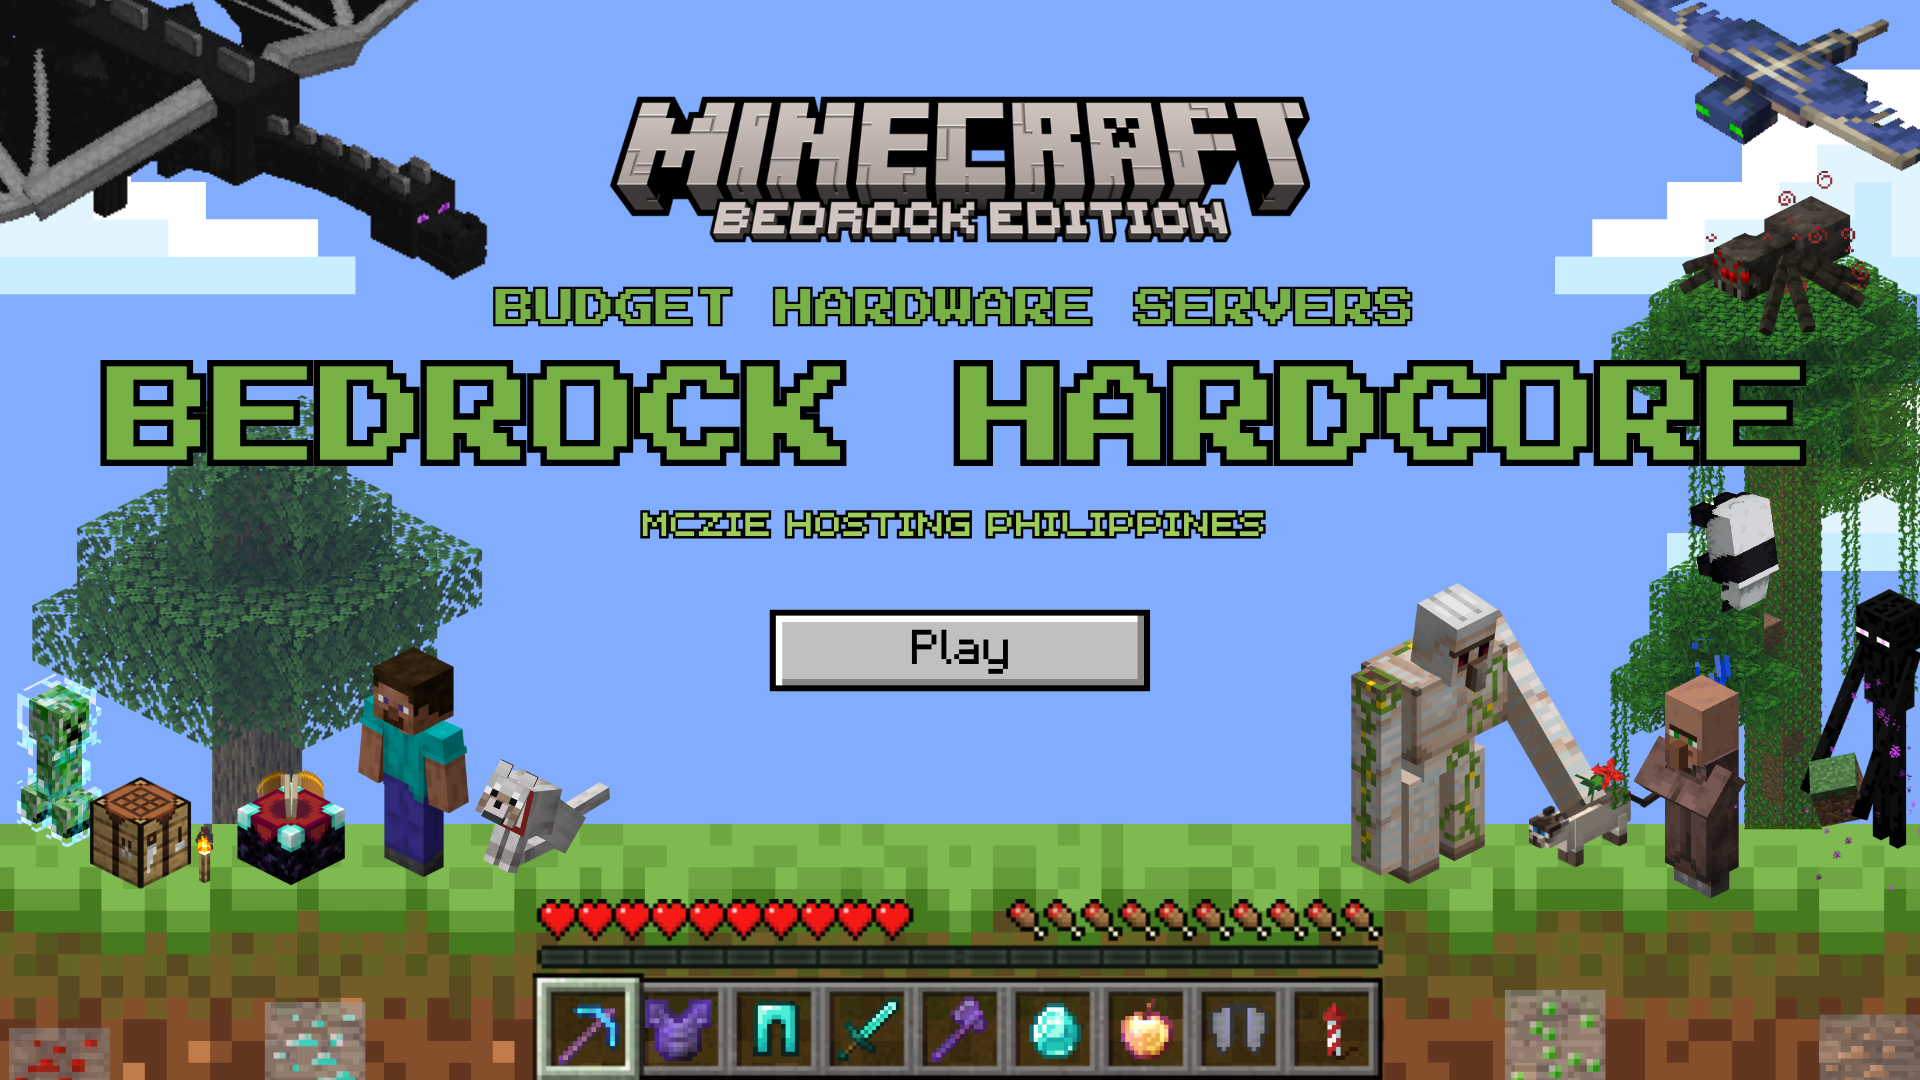 MINECRAFT
BEDROCK EDITION
BUDGET HARDWARE SERVERS
BEDROCK HARDCORE
MCZIE HOSTING PHILIPPINES
Play